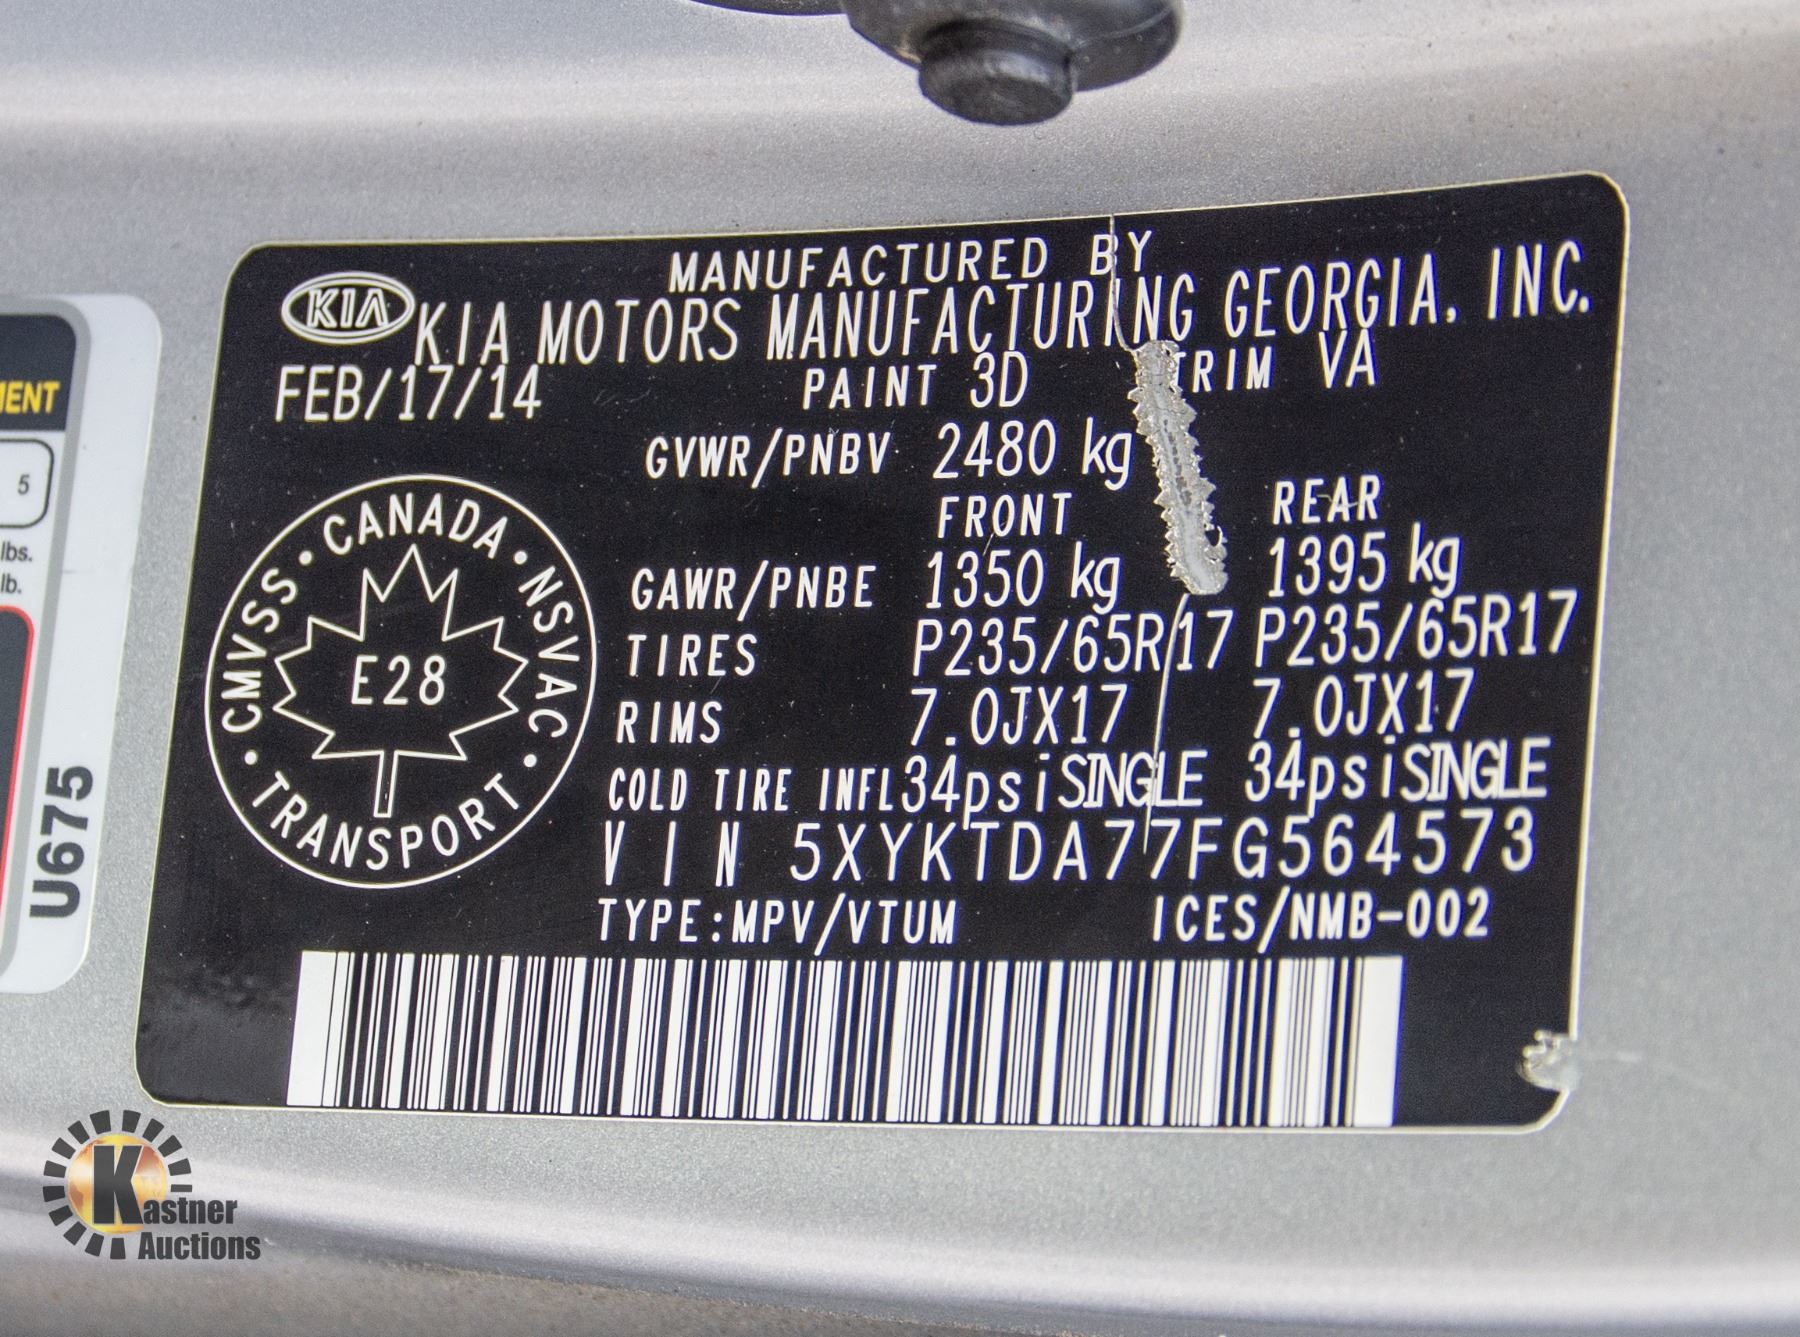 MANUFACTURED BY
KIA KIA MOTORS MANUFACTURING GEORGIA, INC.
FEB/17/14 PAINT 3D TRIM VA
GVWR/PNBV 2480 kg
FRONT REAR
GAWR/PNBE 1350 kg 1395 kg
TIRES P235/65R17 P235/65R17
RIMS 7.0JX17 7.0JX17
COLD TIRE INFL 34psi SINGLE 34psi SINGLE
VIN 5XYKTDA77FG564573
TYPE:MPV/VTUM ICES/NMB-002
CMVSS • CANADA • NSVAC • TRANSPORT •
E28
5
lbs.
lb.
U675
Kastner
Auctions